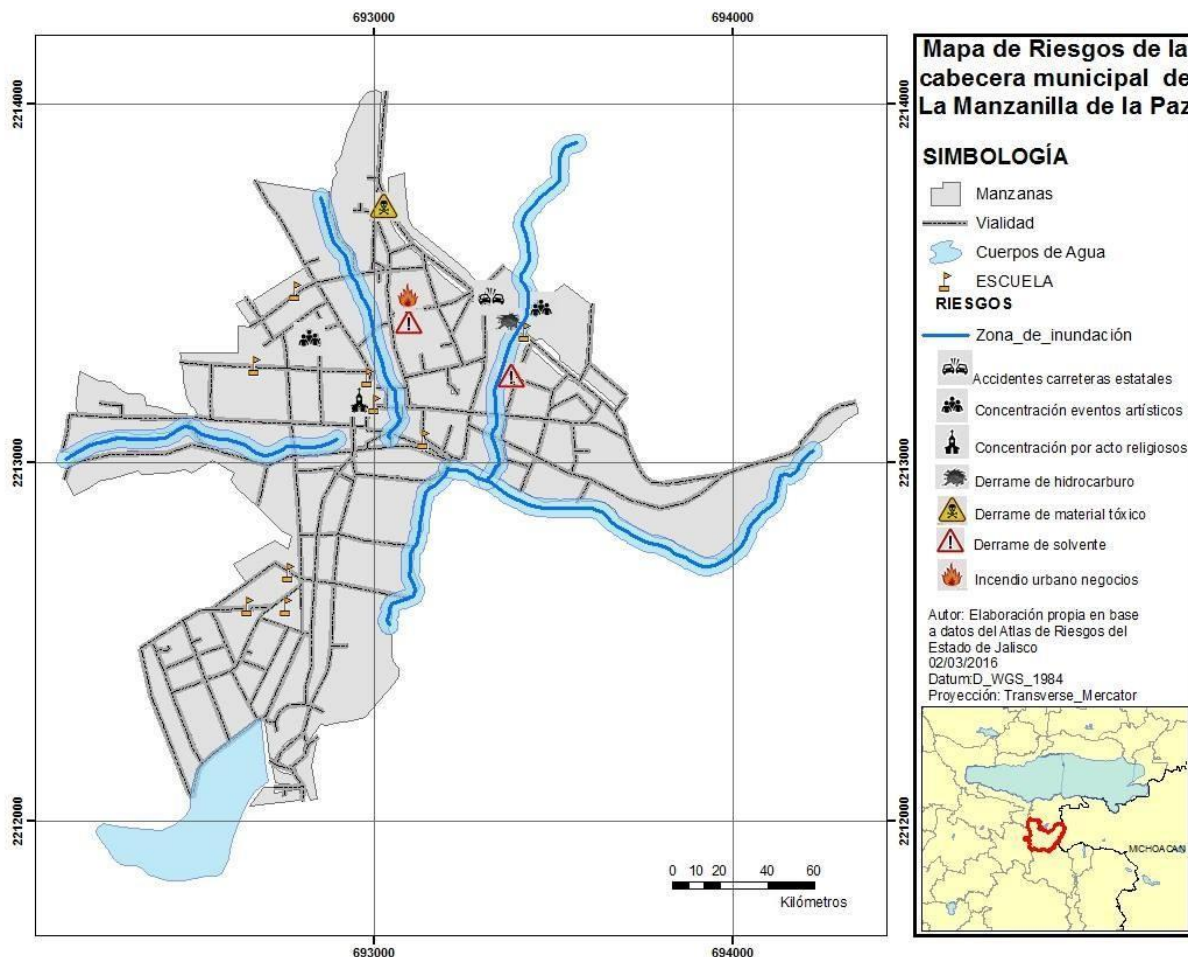 693000
694000
2214000
2214000
2213000
2213000
2212000
2212000
693000
694000
0 10 20 40 60
Kilómetros
Mapa de Riesgos de la
cabecera municipal de
La Manzanilla de la Paz
SIMBOLOGÍA
Manzanas
Vialidad
Cuerpos de Agua
ESCUELA
RIESGOS
Zona_de_inundación
Accidentes carreteras estatales
Concentración eventos artísticos
Concentración por acto religiosos
Derrame de hidrocarburo
Derrame de material tóxico
Derrame de solvente
Incendio urbano negocios
Autor: Elaboración propia en base
a datos del Atlas de Riesgos del
Estado de Jalisco
02/03/2016
Datum:D_WGS_1984
Proyección: Transverse_Mercator
MICHOACAN